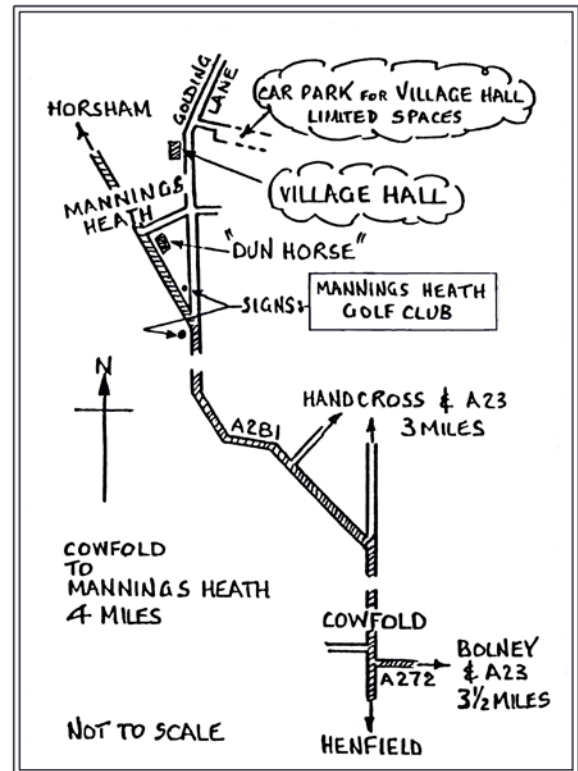 GOLDING
LANE
CAR PARK FOR VILLAGE HALL
LIMITED SPACES
HORSHAM
VILLAGE HALL
MANNINGS
HEATH
"DUN HORSE"
SIGNS:
MANNINGS HEATH
GOLF CLUB
N
HANDCROSS & A23
3 MILES
A281
COWFOLD
TO
MANNINGS HEATH
4 MILES
COWFOLD
BOLNEY
& A23
3½ MILES
A272
NOT TO SCALE
HENFIELD